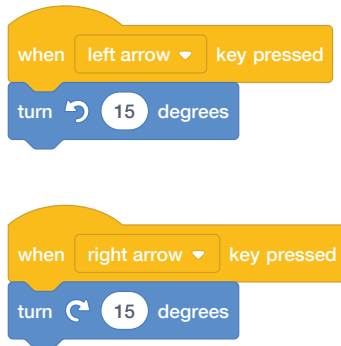 when left arrow key pressed
turn 15 degrees
when right arrow key pressed
turn 15 degrees